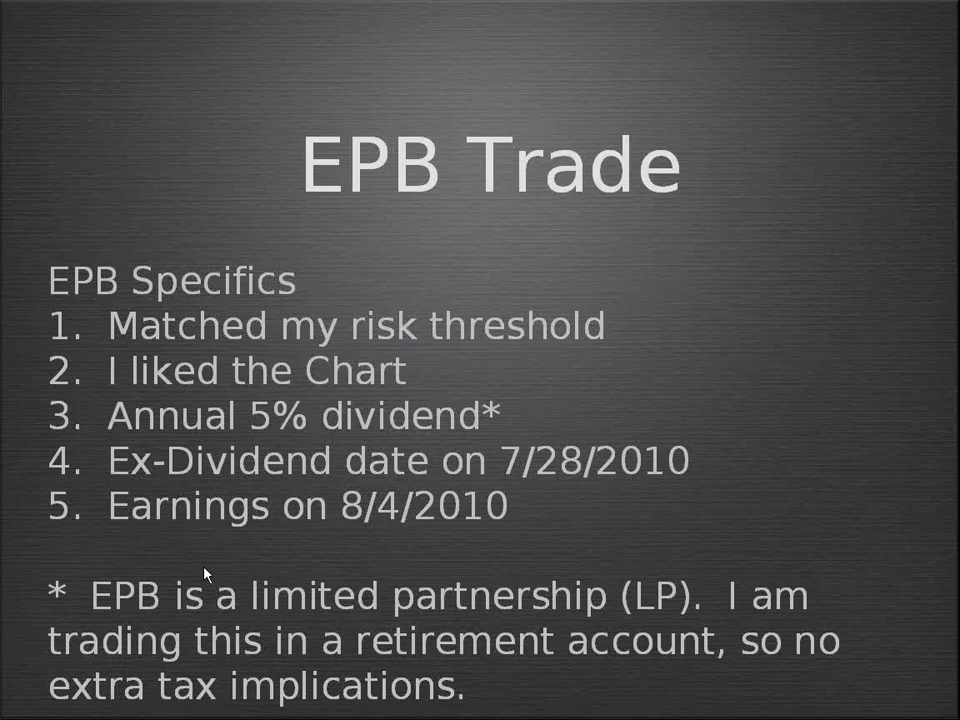 EPB Trade
EPB Specifics
1.  Matched my risk threshold
2.  I liked the Chart
3.  Annual 5% dividend*
4.  Ex-Dividend date on 7/28/2010
5.  Earnings on 8/4/2010
*  EPB is a limited partnership (LP).  I am
trading this in a retirement account, so no
extra tax implications.